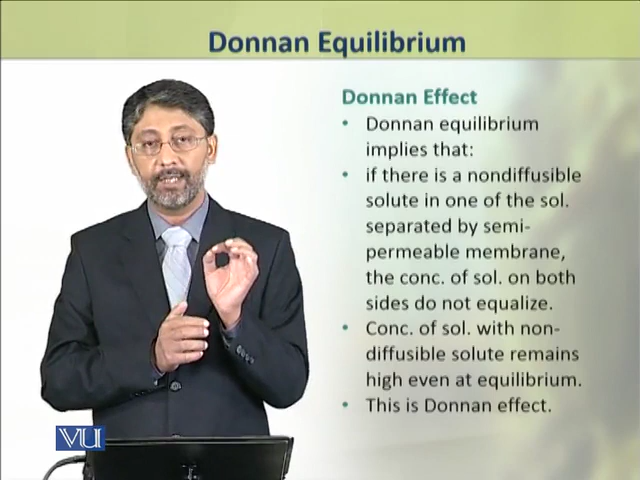 Donnan Equilibrium
Donnan Effect
• Donnan equilibrium
implies that:
• if there is a nondiffusible
solute in one of the sol.
separated by semi-
permeable membrane,
the conc. of sol. on both
sides do not equalize.
• Conc. of sol. with non-
diffusible solute remains
high even at equilibrium.
• This is Donnan effect.
VU